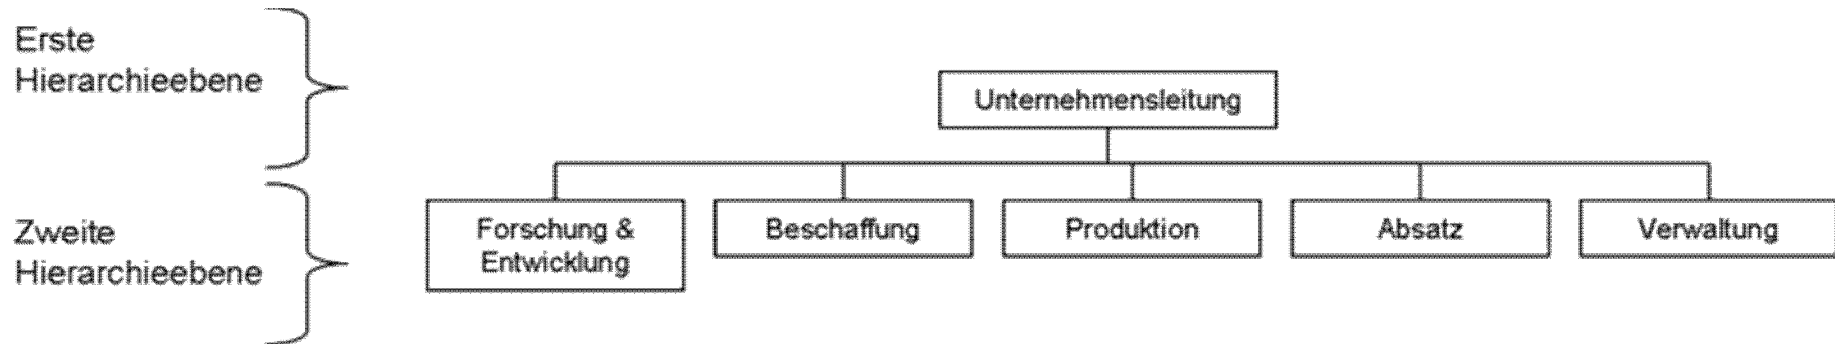 Erste
Hierarchieebene
Unternehmensleitung
Zweite
Hierarchieebene
Forschung &
Entwicklung
Beschaffung
Produktion
Absatz
Verwaltung